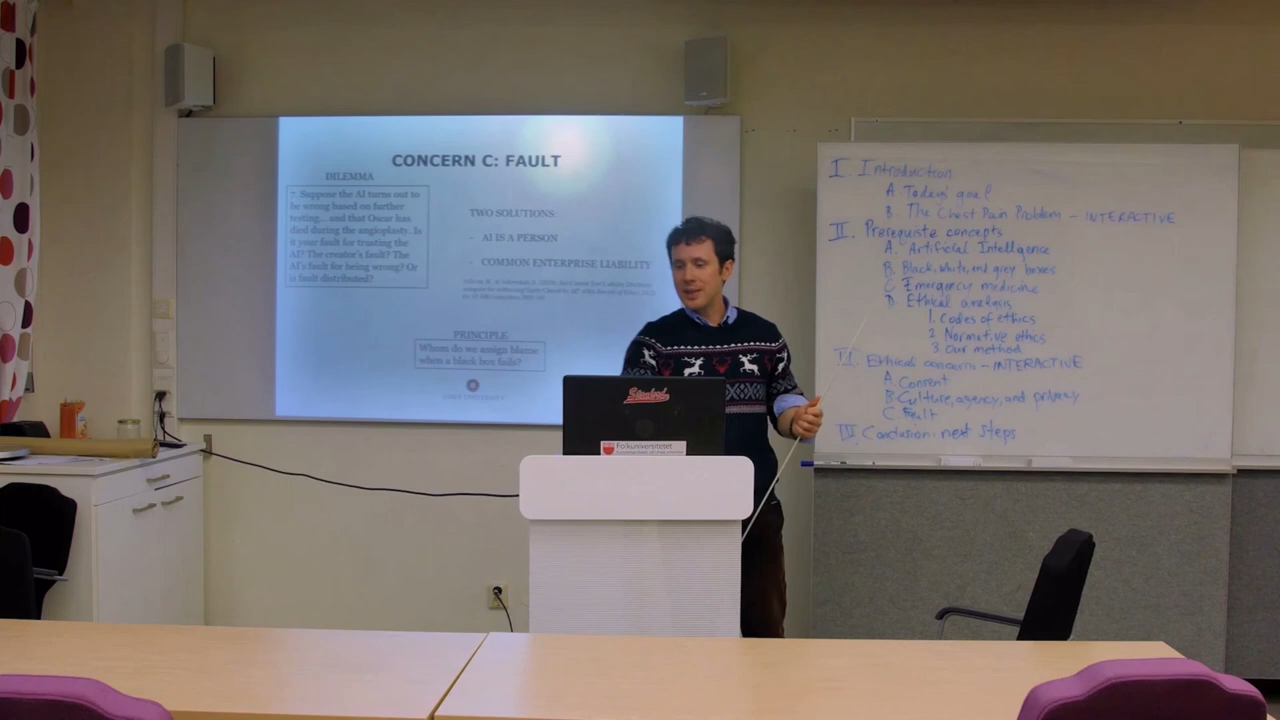 CONCERN C: FAULT
DILEMMA
7. Suppose the AI turns out to
be wrong based on further
testing... and that Oscar has
died during the angioplasty. Is
it your fault for trusting the
AI? The creator's fault? The
AI's fault for being wrong? Or
is fault distributed?
TWO SOLUTIONS:
- AI IS A PERSON
- COMMON ENTERPRISE LIABILITY
PRINCIPLE:
Whom do we assign blame
when a black box fails?
Folkuniversitetet
I. Introduction
A. Today's goal
B. The Chest Pain Problem - INTERACTIVE
II. Prerequisite concepts
A. Artificial Intelligence
B. Black, white, and grey boxes
C. Emergency medicine
D. Ethical analysis
1. Codes of ethics
2. Normative ethics
3. Our method
VI. Ethical concern - INTERACTIVE
A. Consent
B. Culture, agency, and privacy
C. Fault
III. Conclusion: next steps